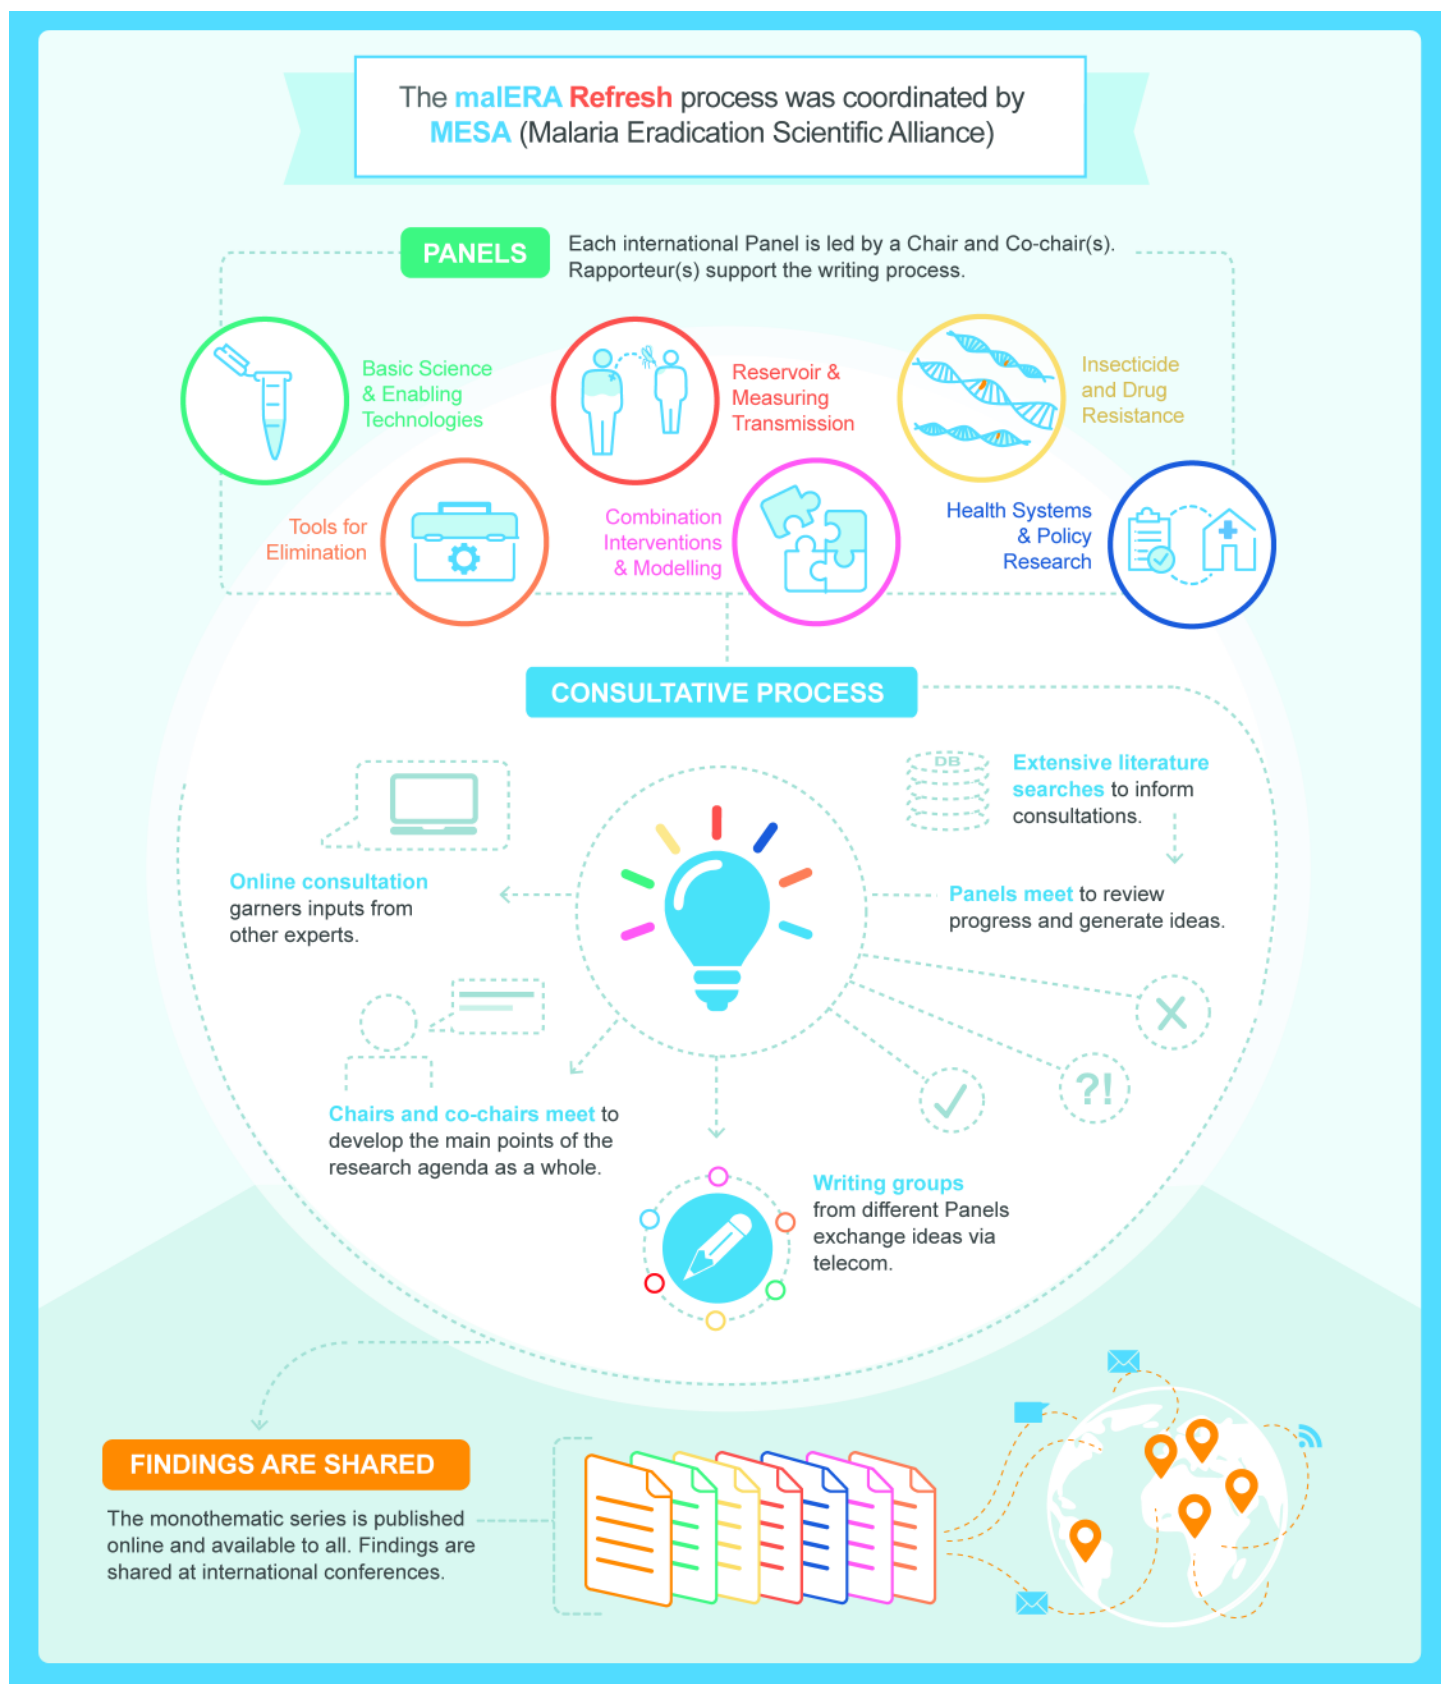 The malERA Refresh process was coordinated by
MESA (Malaria Eradication Scientific Alliance)
PANELS
Each international Panel is led by a Chair and Co-chair(s).
Rapporteur(s) support the writing process.
Basic Science
& Enabling
Technologies
Reservoir &
Measuring
Transmission
Insecticide
and Drug
Resistance
Tools for
Elimination
Combination
Interventions
& Modelling
Health Systems
& Policy
Research
CONSULTATIVE PROCESS
DB
Extensive literature
searches to inform
consultations.
Online consultation
garners inputs from
other experts.
Panels meet to review
progress and generate ideas.
?!
Chairs and co-chairs meet to
develop the main points of the
research agenda as a whole.
Writing groups
from different Panels
exchange ideas via
telecom.
FINDINGS ARE SHARED
The monothematic series is published
online and available to all. Findings are
shared at international conferences.